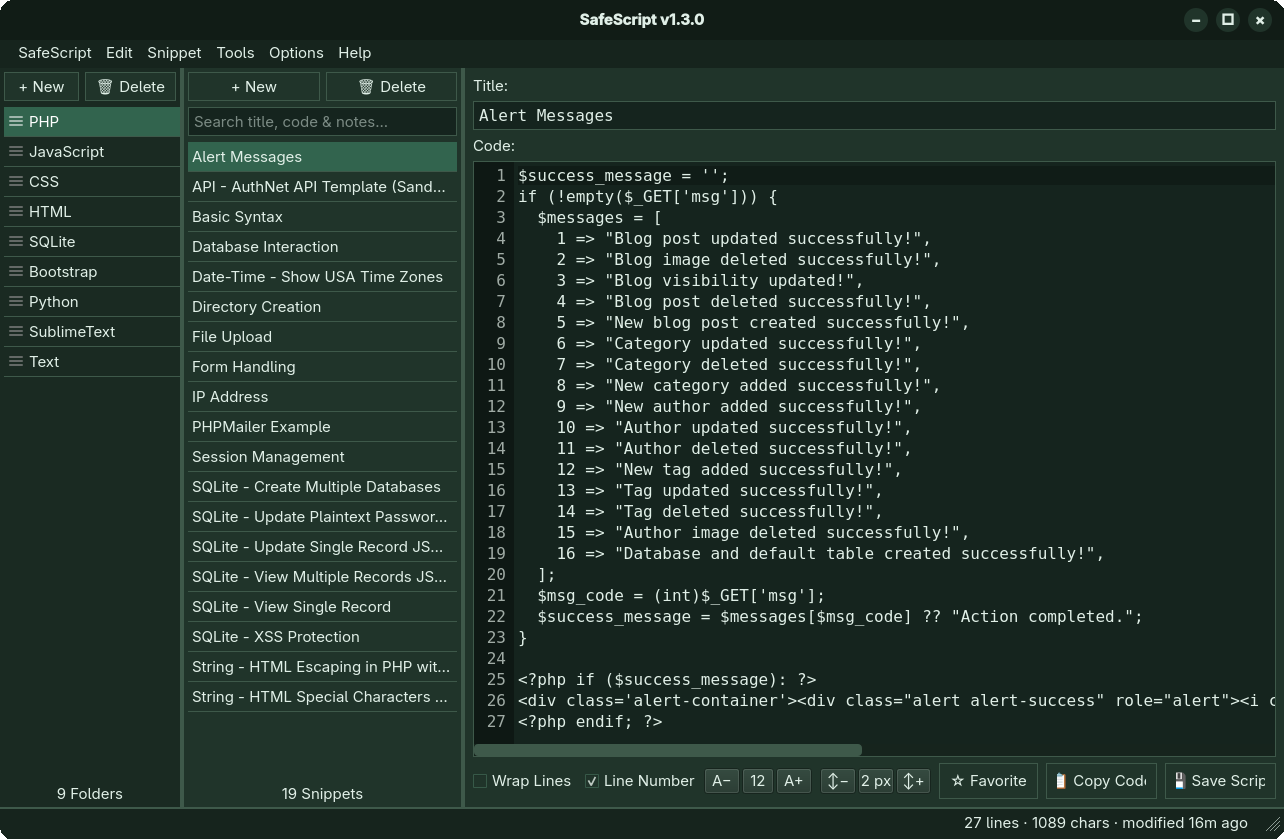 SafeScript v1.3.0
SafeScript Edit Snippet Tools Options Help
+ New Delete
PHP
JavaScript
CSS
HTML
SQLite
Bootstrap
Python
SublimeText
Text
9 Folders
+ New Delete
Search title, code & notes...
Alert Messages
API - AuthNet API Template (Sand...
Basic Syntax
Database Interaction
Date-Time - Show USA Time Zones
Directory Creation
File Upload
Form Handling
IP Address
PHPMailer Example
Session Management
SQLite - Create Multiple Databases
SQLite - Update Plaintext Passwor...
SQLite - Update Single Record JS...
SQLite - View Multiple Records JS...
SQLite - View Single Record
SQLite - XSS Protection
String - HTML Escaping in PHP wit...
String - HTML Special Characters ...
19 Snippets
Title:
Alert Messages
Code:
1 $success_message = '';
2 if (!empty($_GET['msg'])) {
3   $messages = [
4     1 => "Blog post updated successfully!",
5     2 => "Blog image deleted successfully!",
6     3 => "Blog visibility updated!",
7     4 => "Blog post deleted successfully!",
8     5 => "New blog post created successfully!",
9     6 => "Category updated successfully!",
10     7 => "Category deleted successfully!",
11     8 => "New category added successfully!",
12     9 => "New author added successfully!",
13     10 => "Author updated successfully!",
14     11 => "Author deleted successfully!",
15     12 => "New tag added successfully!",
16     13 => "Tag updated successfully!",
17     14 => "Tag deleted successfully!",
18     15 => "Author image deleted successfully!",
19     16 => "Database and default table created successfully!",
20   ];
21   $msg_code = (int)$_GET['msg'];
22   $success_message = $messages[$msg_code] ?? "Action completed.";
23 }
24
25 <?php if ($success_message): ?>
26 <div class='alert-container'><div class="alert alert-success" role="alert"><i c
27 <?php endif; ?>
Wrap Lines ✓ Line Number A− 12 A+ ↕− 2 px ↕+ ☆ Favorite Copy Code Save Scrip
27 lines · 1089 chars · modified 16m ago